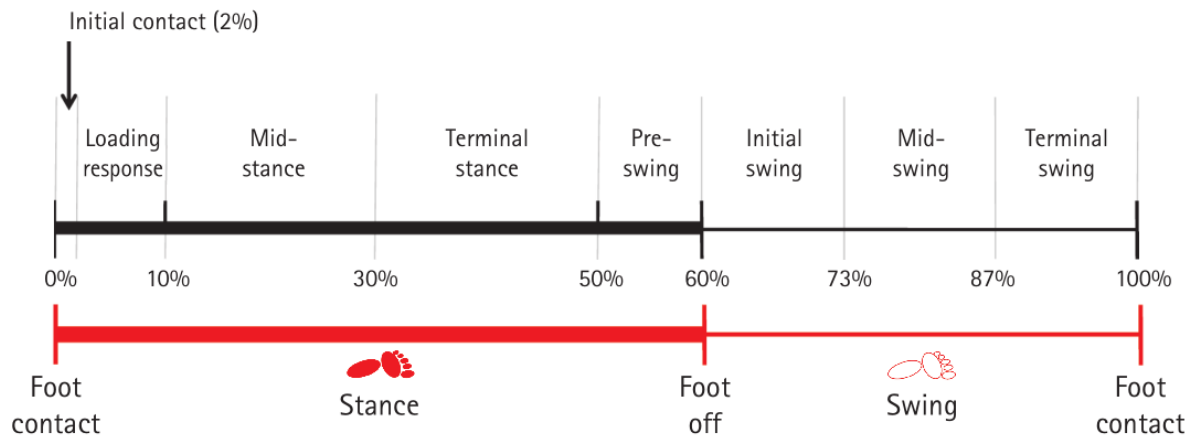 Initial contact (2%)
Loading
response
Mid-
stance
Terminal
stance
Pre-
swing
Initial
swing
Mid-
swing
Terminal
swing
0%
10%
30%
50%
60%
73%
87%
100%
Foot
contact
Stance
Foot
off
Swing
Foot
contact